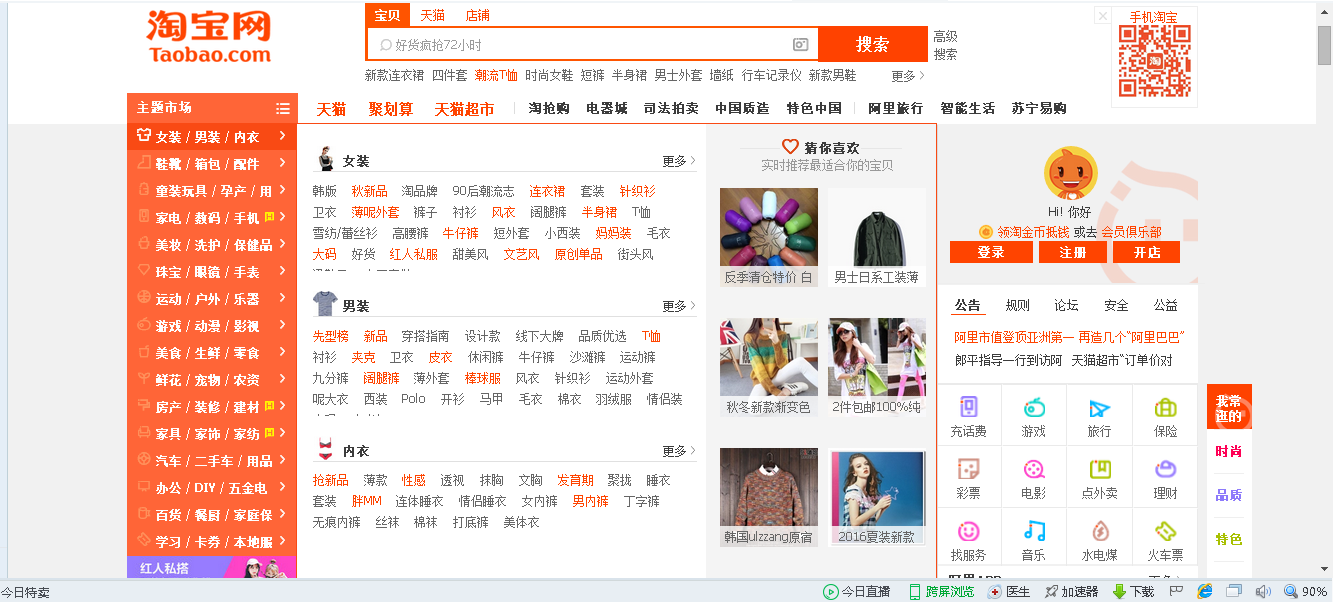 宝贝 天猫 店铺
淘宝网
Taobao.com
好货疯抢72小时
搜索
高级
搜索
手机淘宝
淘
新款连衣裙 四件套 潮流T恤 时尚女鞋 短裤 半身裙 男士外套 墙纸 行车记录仪 新款男鞋 更多
主题市场
天猫 聚划算 天猫超市 淘抢购 电器城 司法拍卖 中国质造 特色中国 阿里旅行 智能生活 苏宁易购
女装 / 男装 / 内衣
鞋靴 / 箱包 / 配件
童装玩具 / 孕产 / 用
家电 / 数码 / 手机
美妆 / 洗护 / 保健品
珠宝 / 眼镜 / 手表
运动 / 户外 / 乐器
游戏 / 动漫 / 影视
美食 / 生鲜 / 零食
鲜花 / 宠物 / 农资
房产 / 装修 / 建材
家具 / 家饰 / 家纺
汽车 / 二手车 / 用品
办公 / DIY / 五金电
百货 / 餐厨 / 家庭保
学习 / 卡券 / 本地服
红人私搭
女装 更多
韩版 秋新品 淘品牌 90后潮流志 连衣裙 套装 针织衫
卫衣 薄呢外套 裤子 衬衫 风衣 阔腿裤 半身裙 T恤
雪纺/蕾丝衫 高腰裤 牛仔裤 短外套 小西装 妈妈装 毛衣
大码 好货 红人私服 甜美风 文艺风 原创单品 街头风
男装 更多
先型榜 新品 穿搭指南 设计款 线下大牌 品质优选 T恤
衬衫 夹克 卫衣 皮衣 休闲裤 牛仔裤 沙滩裤 运动裤
九分裤 阔腿裤 薄外套 棒球服 风衣 针织衫 运动外套
呢大衣 西装 Polo 开衫 马甲 毛衣 棉衣 羽绒服 情侣装
内衣 更多
抢新品 薄款 性感 透视 抹胸 文胸 发育期 聚拢 睡衣
套装 胖MM 连体睡衣 情侣睡衣 女内裤 男内裤 丁字裤
无痕内裤 丝袜 棉袜 打底裤 美体衣
猜你喜欢
实时推荐最适合你的宝贝
反季清仓特价 白
男士日系工装薄
秋冬新款渐变色
2件包邮100%纯
韩国ulzzang原宿
2016夏装新款
Hi! 你好
领淘金币抵钱 或去 会员俱乐部
登录 注册 开店
公告 规则 论坛 安全 公益
阿里市值登顶亚洲第一 再造几个“阿里巴巴”
郎平指导一行到访阿 天猫超市“订单价对
充话费 游戏 旅行 保险
彩票 电影 点外卖 理财
找服务 音乐 水电煤 火车票
阿里APP
我常
逛的
时尚
品质
特色
今日特卖
今日直播 跨屏浏览 医生 加速器 下载 90%